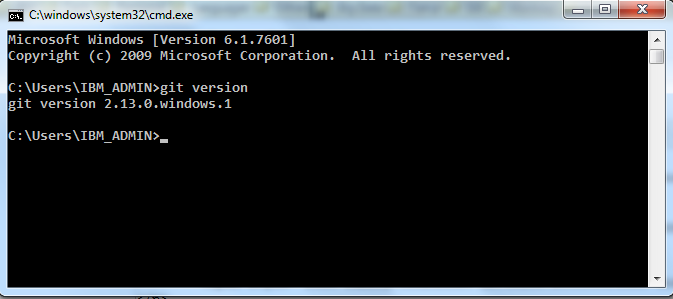 C:\windows\system32\cmd.exe
Microsoft Windows [Version 6.1.7601]
Copyright (c) 2009 Microsoft Corporation.  All rights reserved.
C:\Users\IBM_ADMIN>git version
git version 2.13.0.windows.1
C:\Users\IBM_ADMIN>